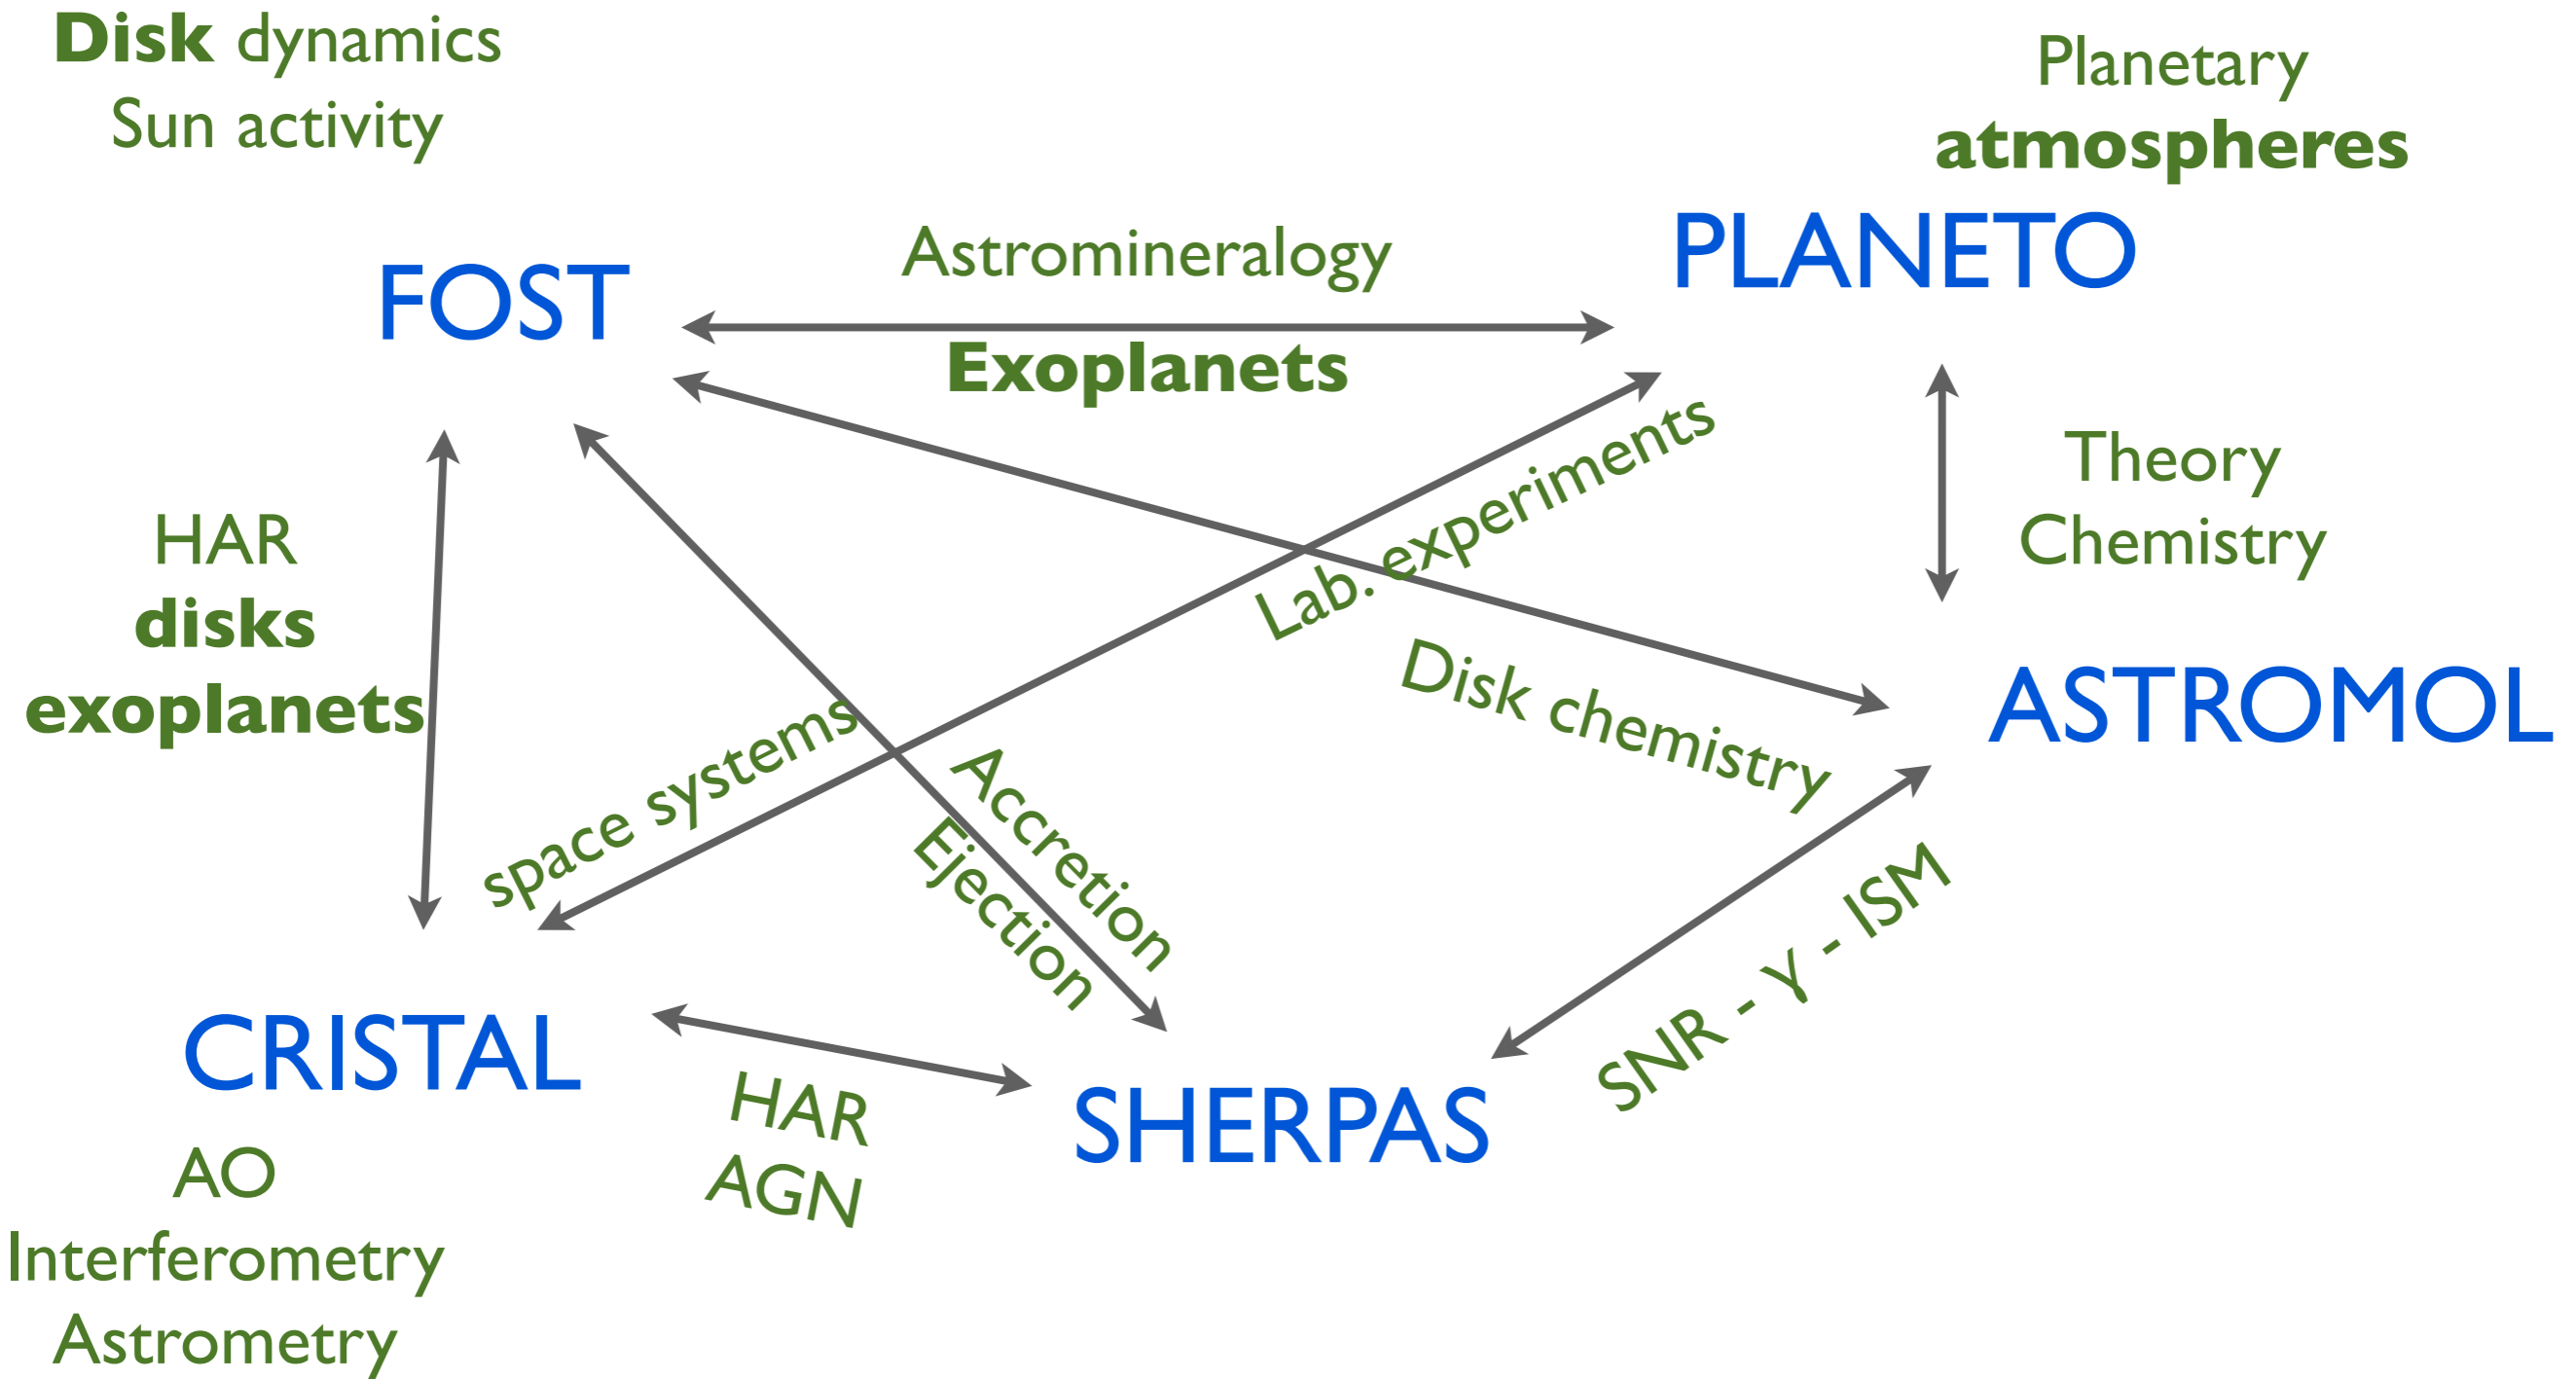 Disk dynamics
Sun activity
Planetary
atmospheres
FOST
Astromineralogy
PLANETO
Exoplanets
HAR
disks
exoplanets
Lab. experiments
Theory
Chemistry
space systems
Accretion
Ejection
Disk chemistry
ASTROMOL
SNR - γ - ISM
CRISTAL
HAR
AGN
SHERPAS
AO
Interferometry
Astrometry